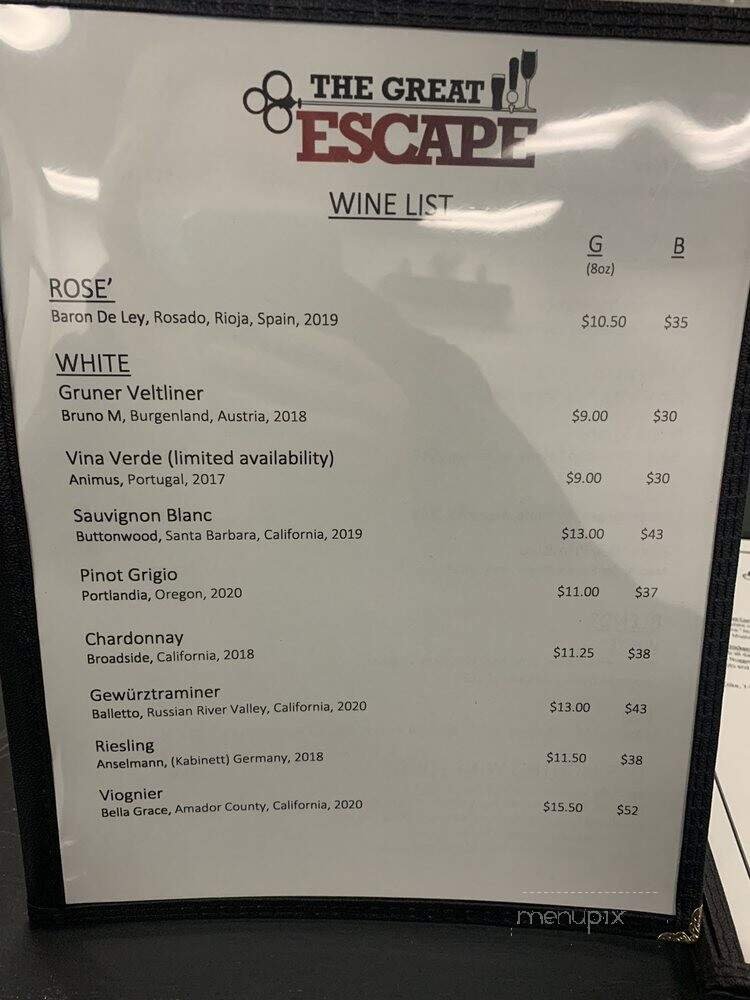 THE GREAT
ESCAPE
WINE LIST
G B
(8oz)
ROSE'
Baron De Ley, Rosado, Rioja, Spain, 2019 $10.50 $35
WHITE
Gruner Veltliner
Bruno M, Burgenland, Austria, 2018 $9.00 $30
Vina Verde (limited availability)
Animus, Portugal, 2017 $9.00 $30
Sauvignon Blanc
Buttonwood, Santa Barbara, California, 2019 $13.00 $43
Pinot Grigio
Portlandia, Oregon, 2020 $11.00 $37
Chardonnay
Broadside, California, 2018 $11.25 $38
Gewürztraminer
Balletto, Russian River Valley, California, 2020 $13.00 $43
Riesling
Anselmann, (Kabinett) Germany, 2018 $11.50 $38
Viognier
Bella Grace, Amador County, California, 2020 $15.50 $52
menupix